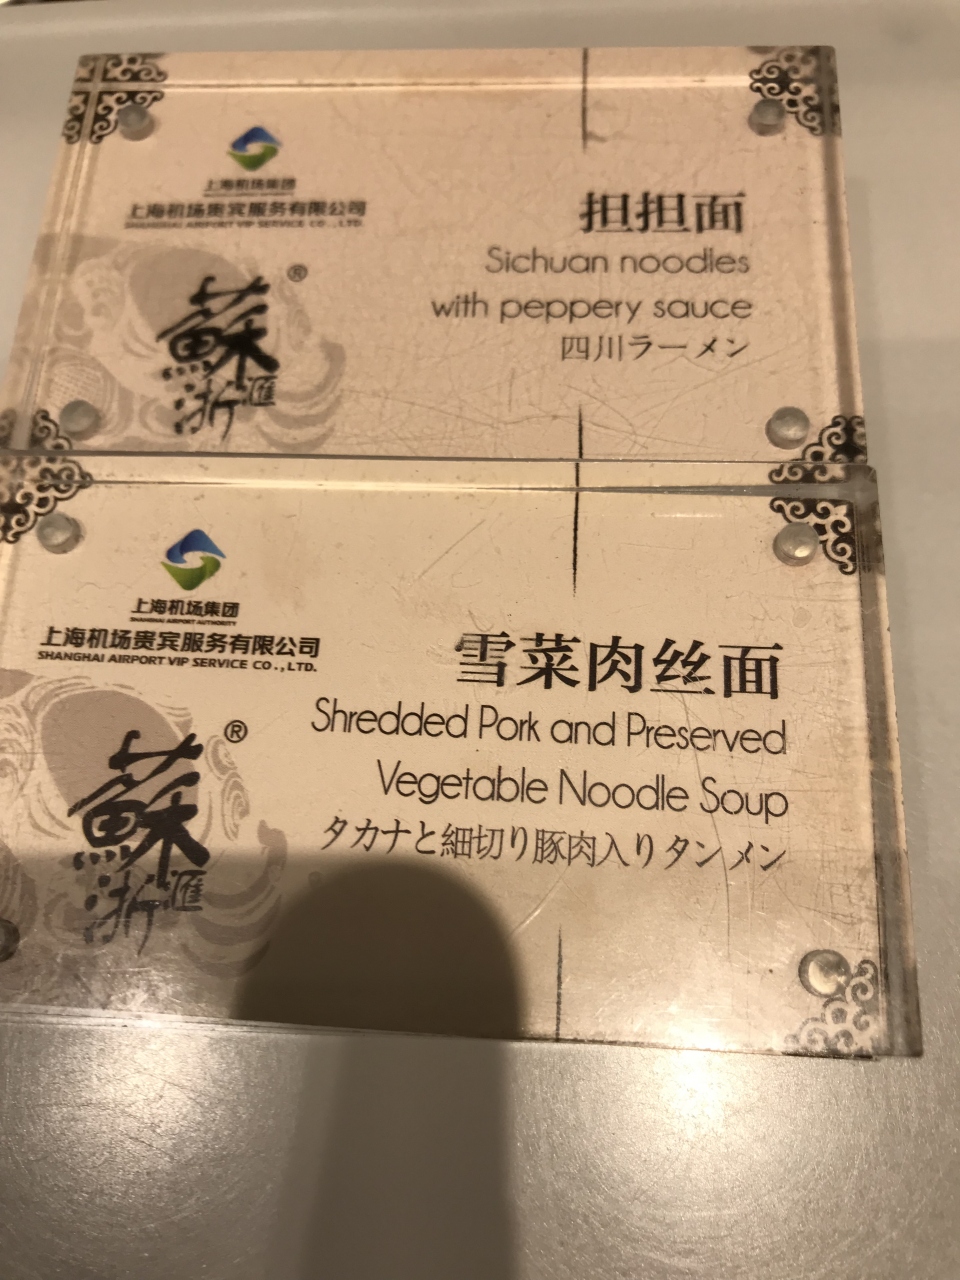 上海机场集团
上海机场贵宾服务有限公司
SHANGHAI AIRPORT VIP SERVICE CO.,LTD.
蘇®
浙匯
担担面
Sichuan noodles
with peppery sauce
四川ラーメン
上海机场集团
SHANGHAI AIRPORT AUTHORITY
上海机场贵宾服务有限公司
SHANGHAI AIRPORT VIP SERVICE CO.,LTD.
蘇®
浙匯
雪菜肉丝面
Shredded Pork and Preserved
Vegetable Noodle Soup
タカナと細切り豚肉入りタンメン